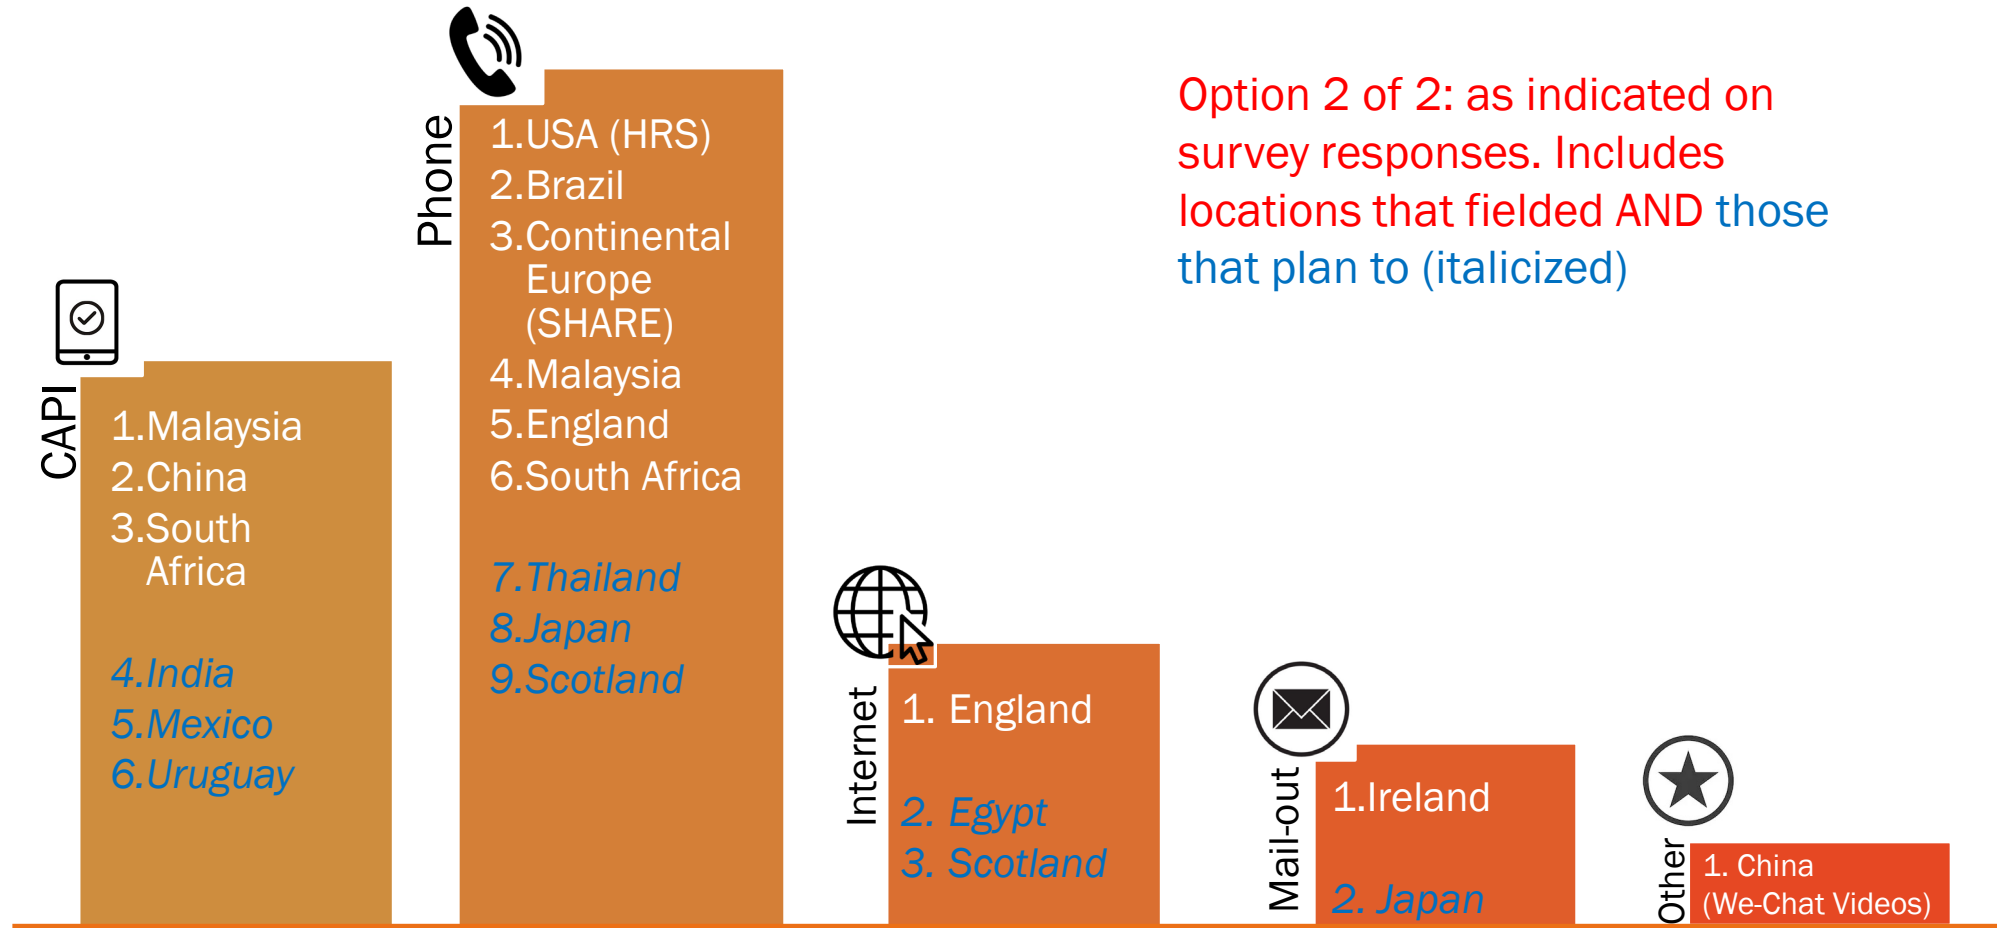 Option 2 of 2: as indicated on
survey responses. Includes
locations that fielded AND those
that plan to (italicized)
CAPI
1.Malaysia
2.China
3.South
Africa
4.India
5.Mexico
6.Uruguay
Phone
1.USA (HRS)
2.Brazil
3.Continental
Europe
(SHARE)
4.Malaysia
5.England
6.South Africa
7.Thailand
8.Japan
9.Scotland
Internet
1. England
2. Egypt
3. Scotland
Mail-out
1.Ireland
2. Japan
Other
1. China
(We-Chat Videos)